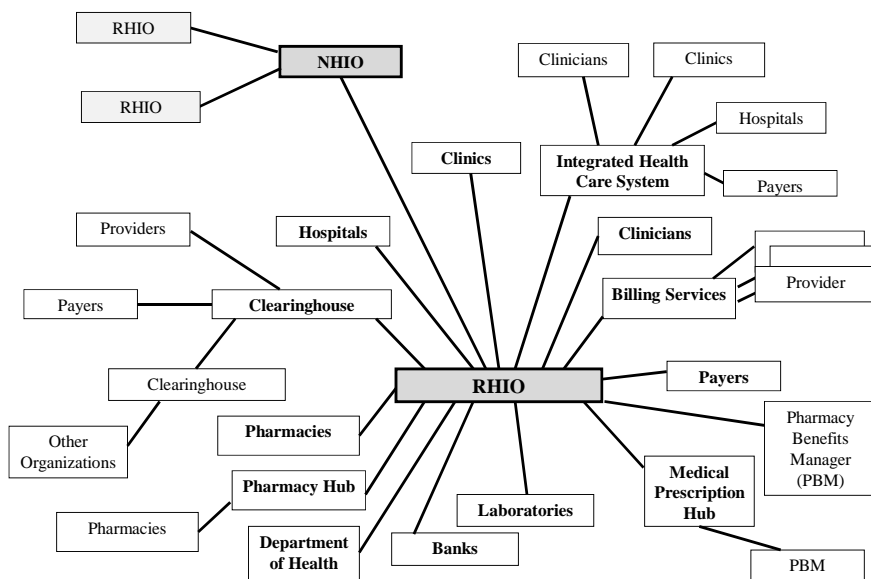 RHIO
NHIO
RHIO
Clinicians
Clinics
Hospitals
Clinics
Integrated Health
Care System
Payers
Providers
Hospitals
Clinicians
Payers
Clearinghouse
Billing Services
Provider
Clearinghouse
RHIO
Payers
Other
Organizations
Pharmacies
Pharmacy
Benefits
Manager
(PBM)
Pharmacy Hub
Medical
Prescription
Hub
Pharmacies
Laboratories
Department
of Health
Banks
PBM